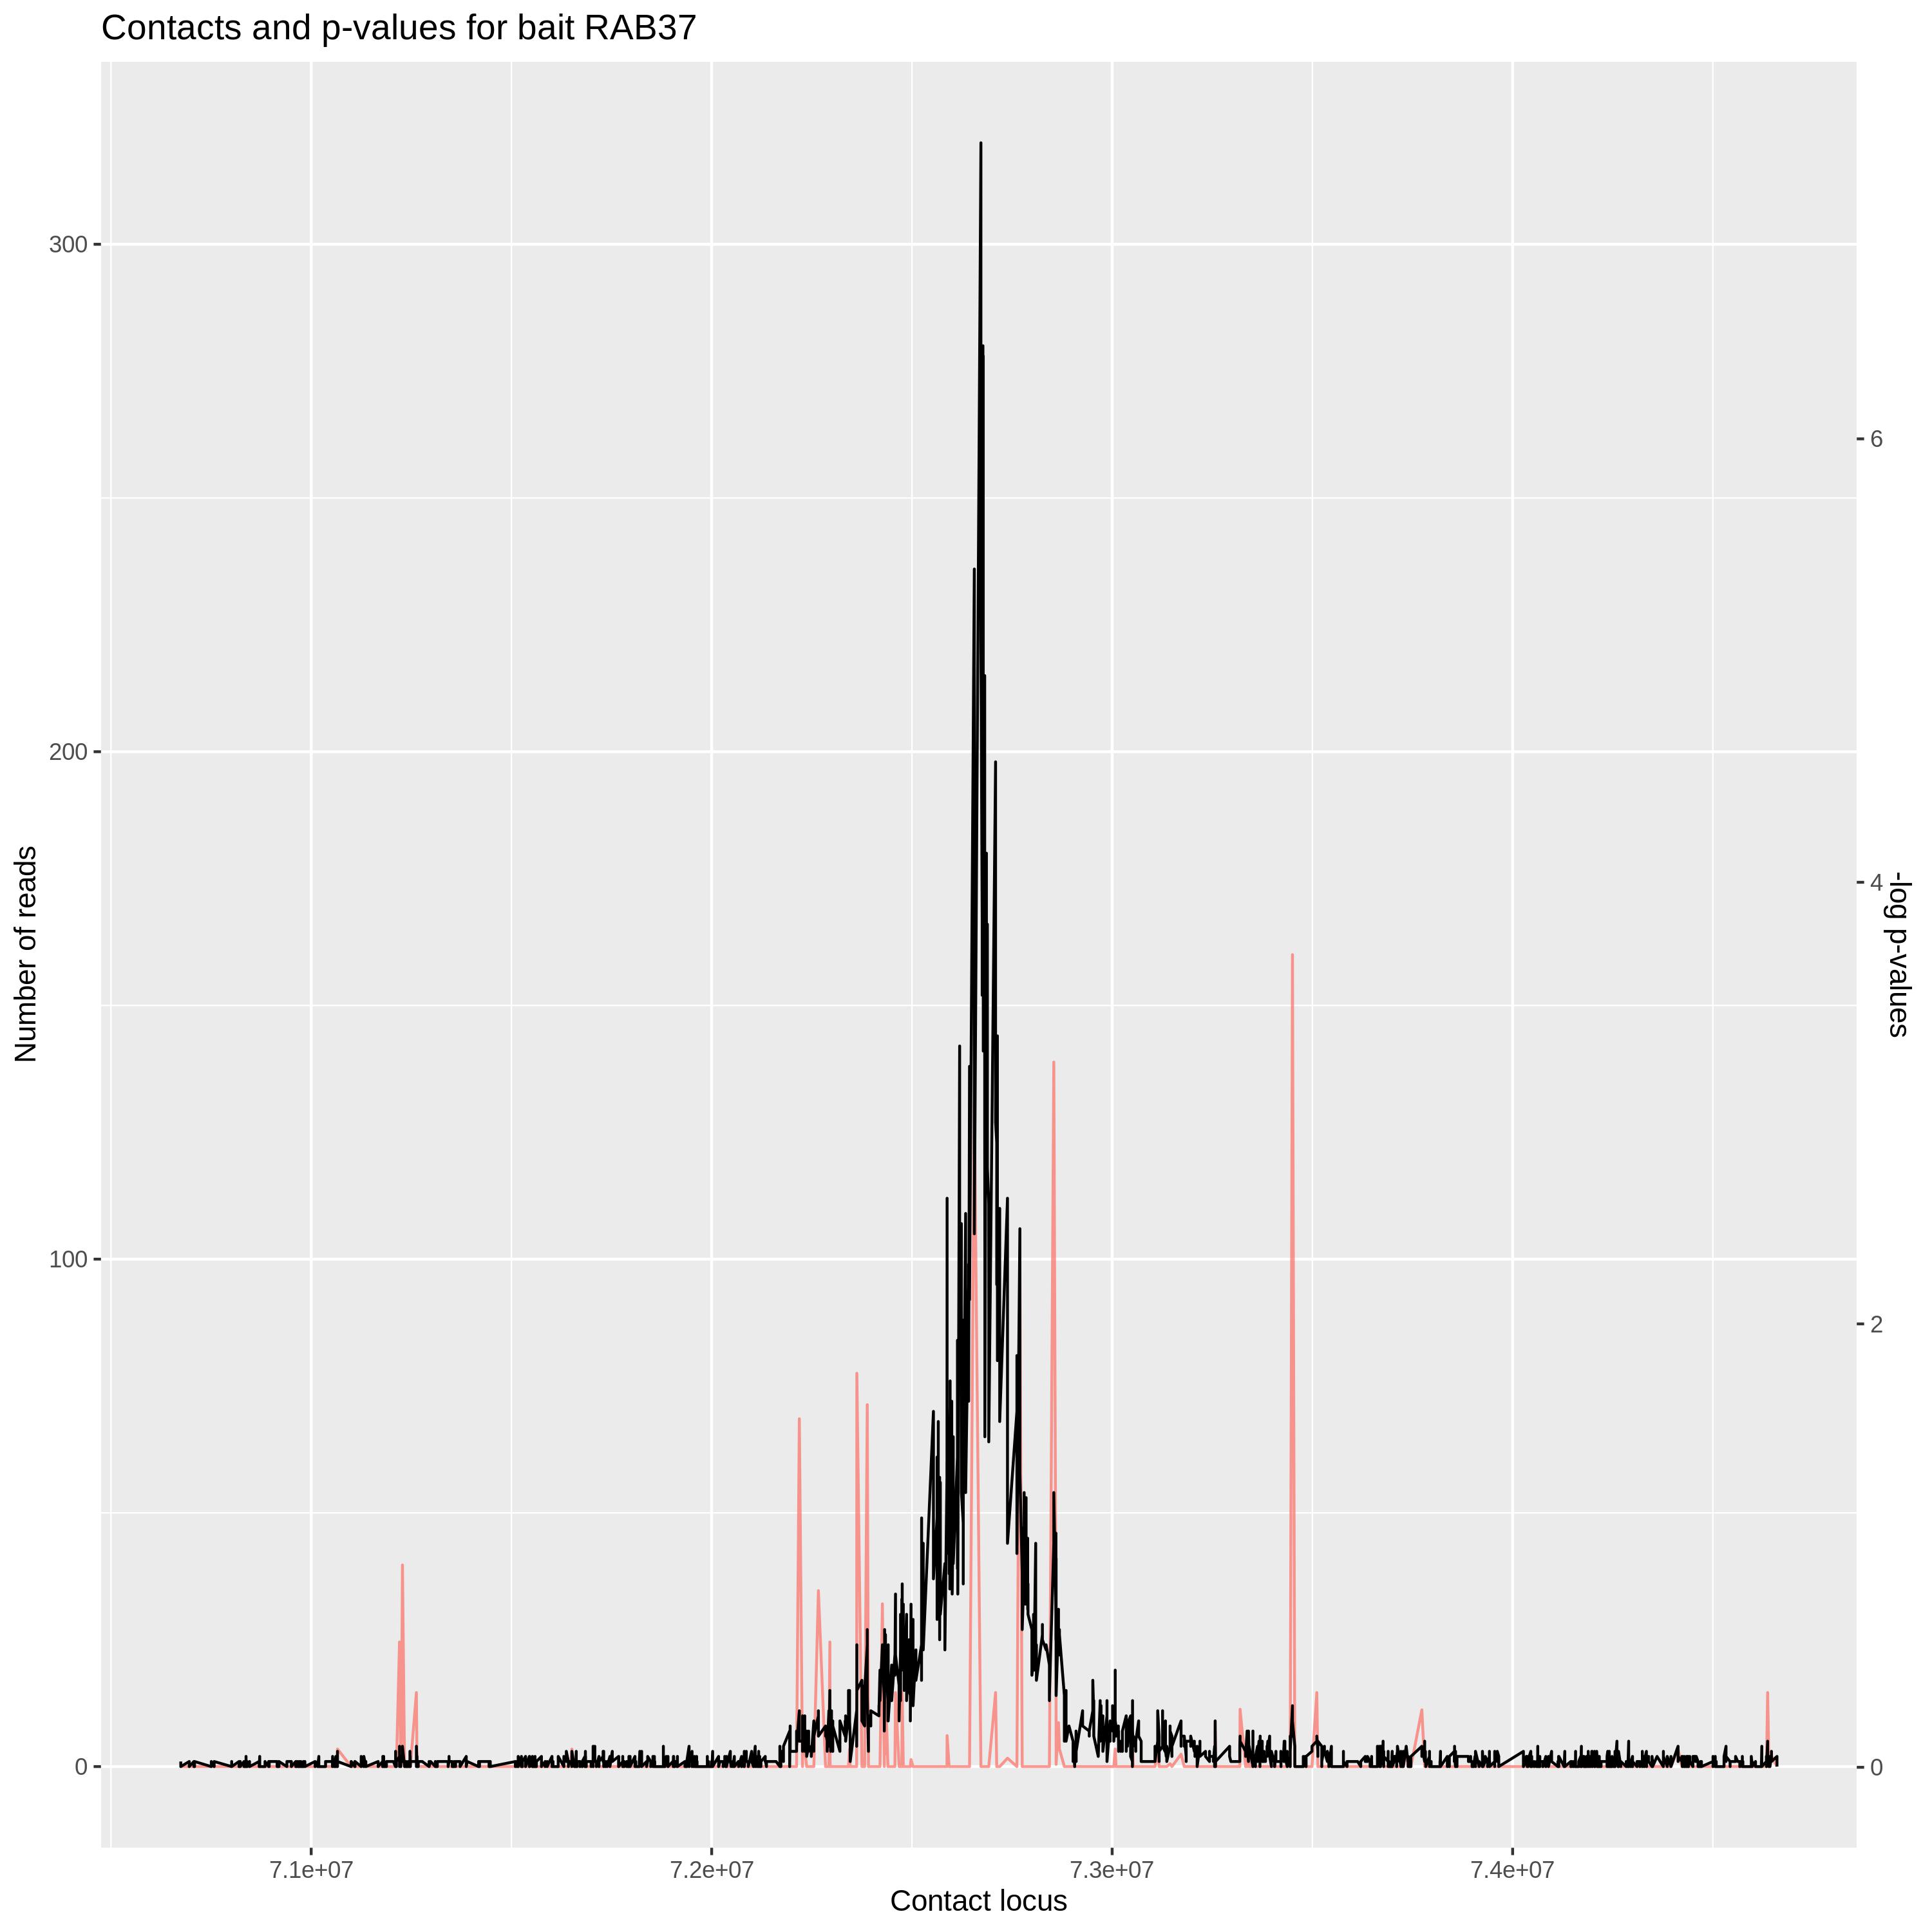 Contacts and p-values for bait RAB37
300
200
100
0
Number of reads
6
4
2
0
-log p-values
7.1e+07
7.2e+07
7.3e+07
7.4e+07
Contact locus